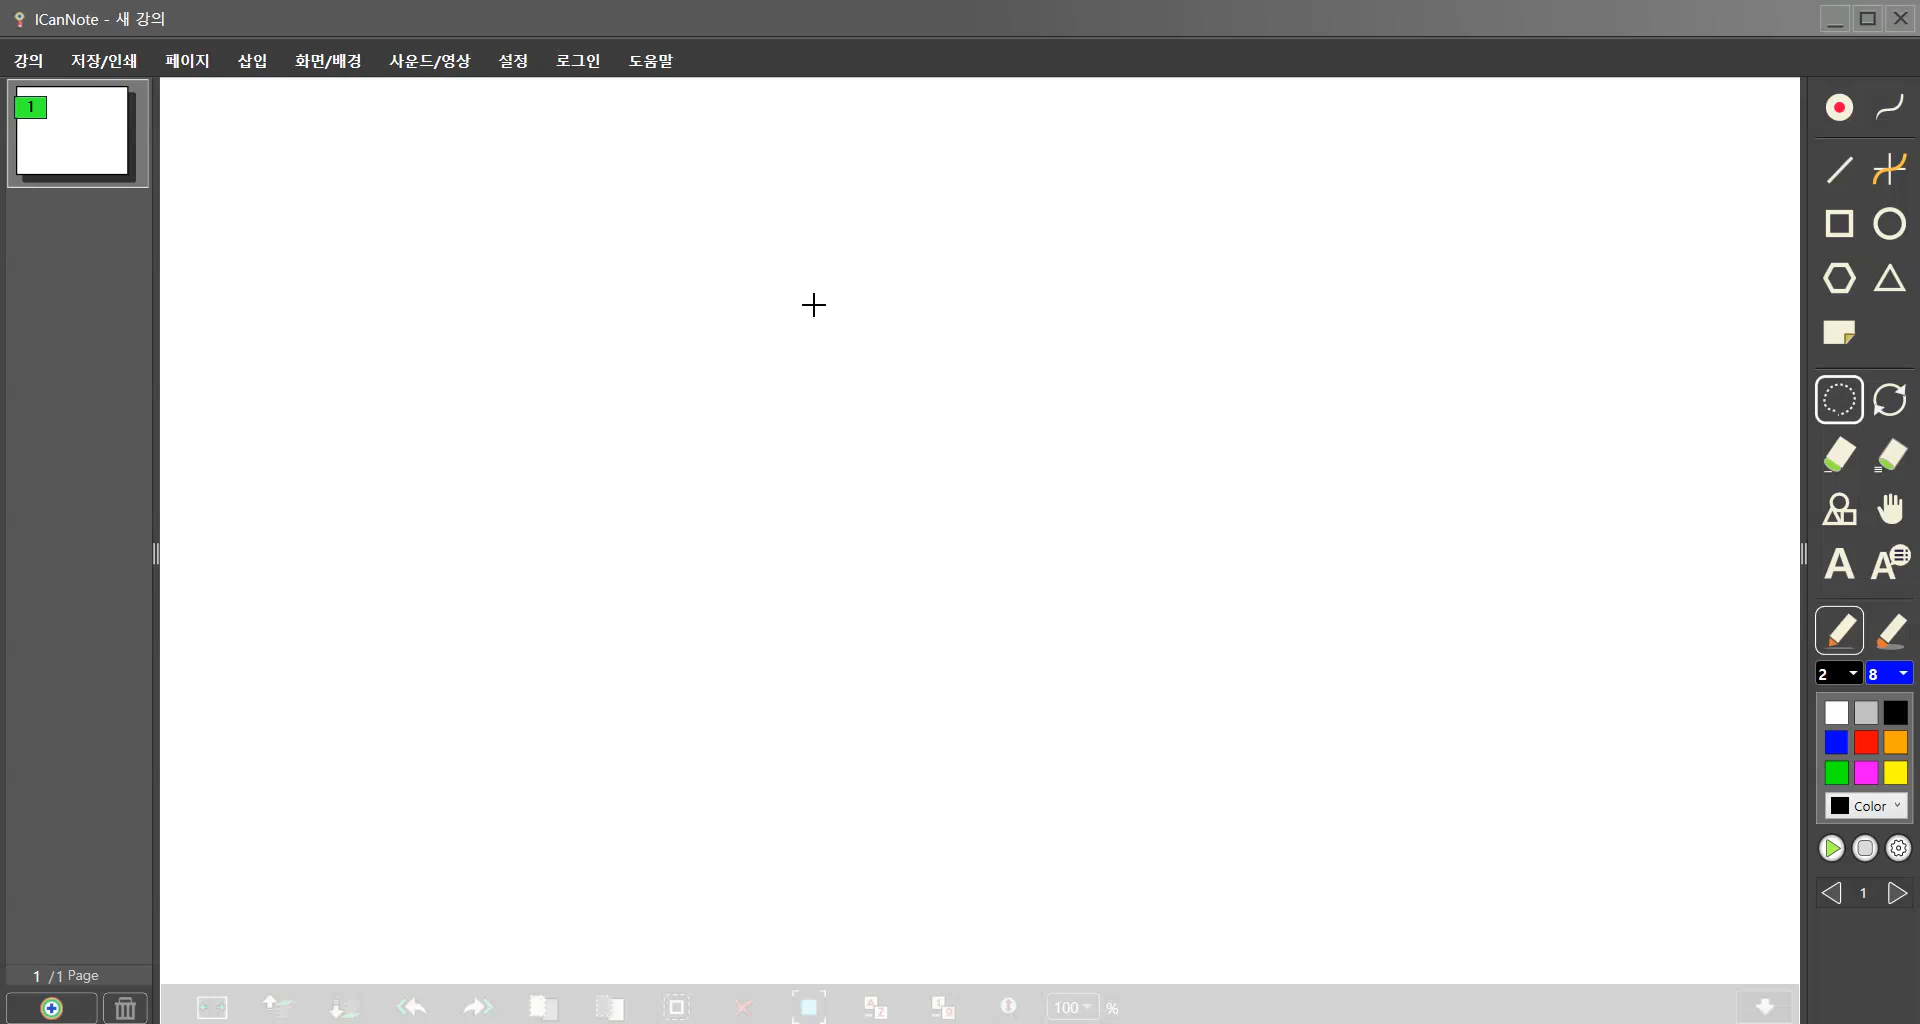 ICanNote - 새 강의
강의 저장/인쇄 페이지 삽입 화면/배경 사운드/영상 설정 로그인 도움말
1
2 8
Color
1
1 /1 Page
100 %